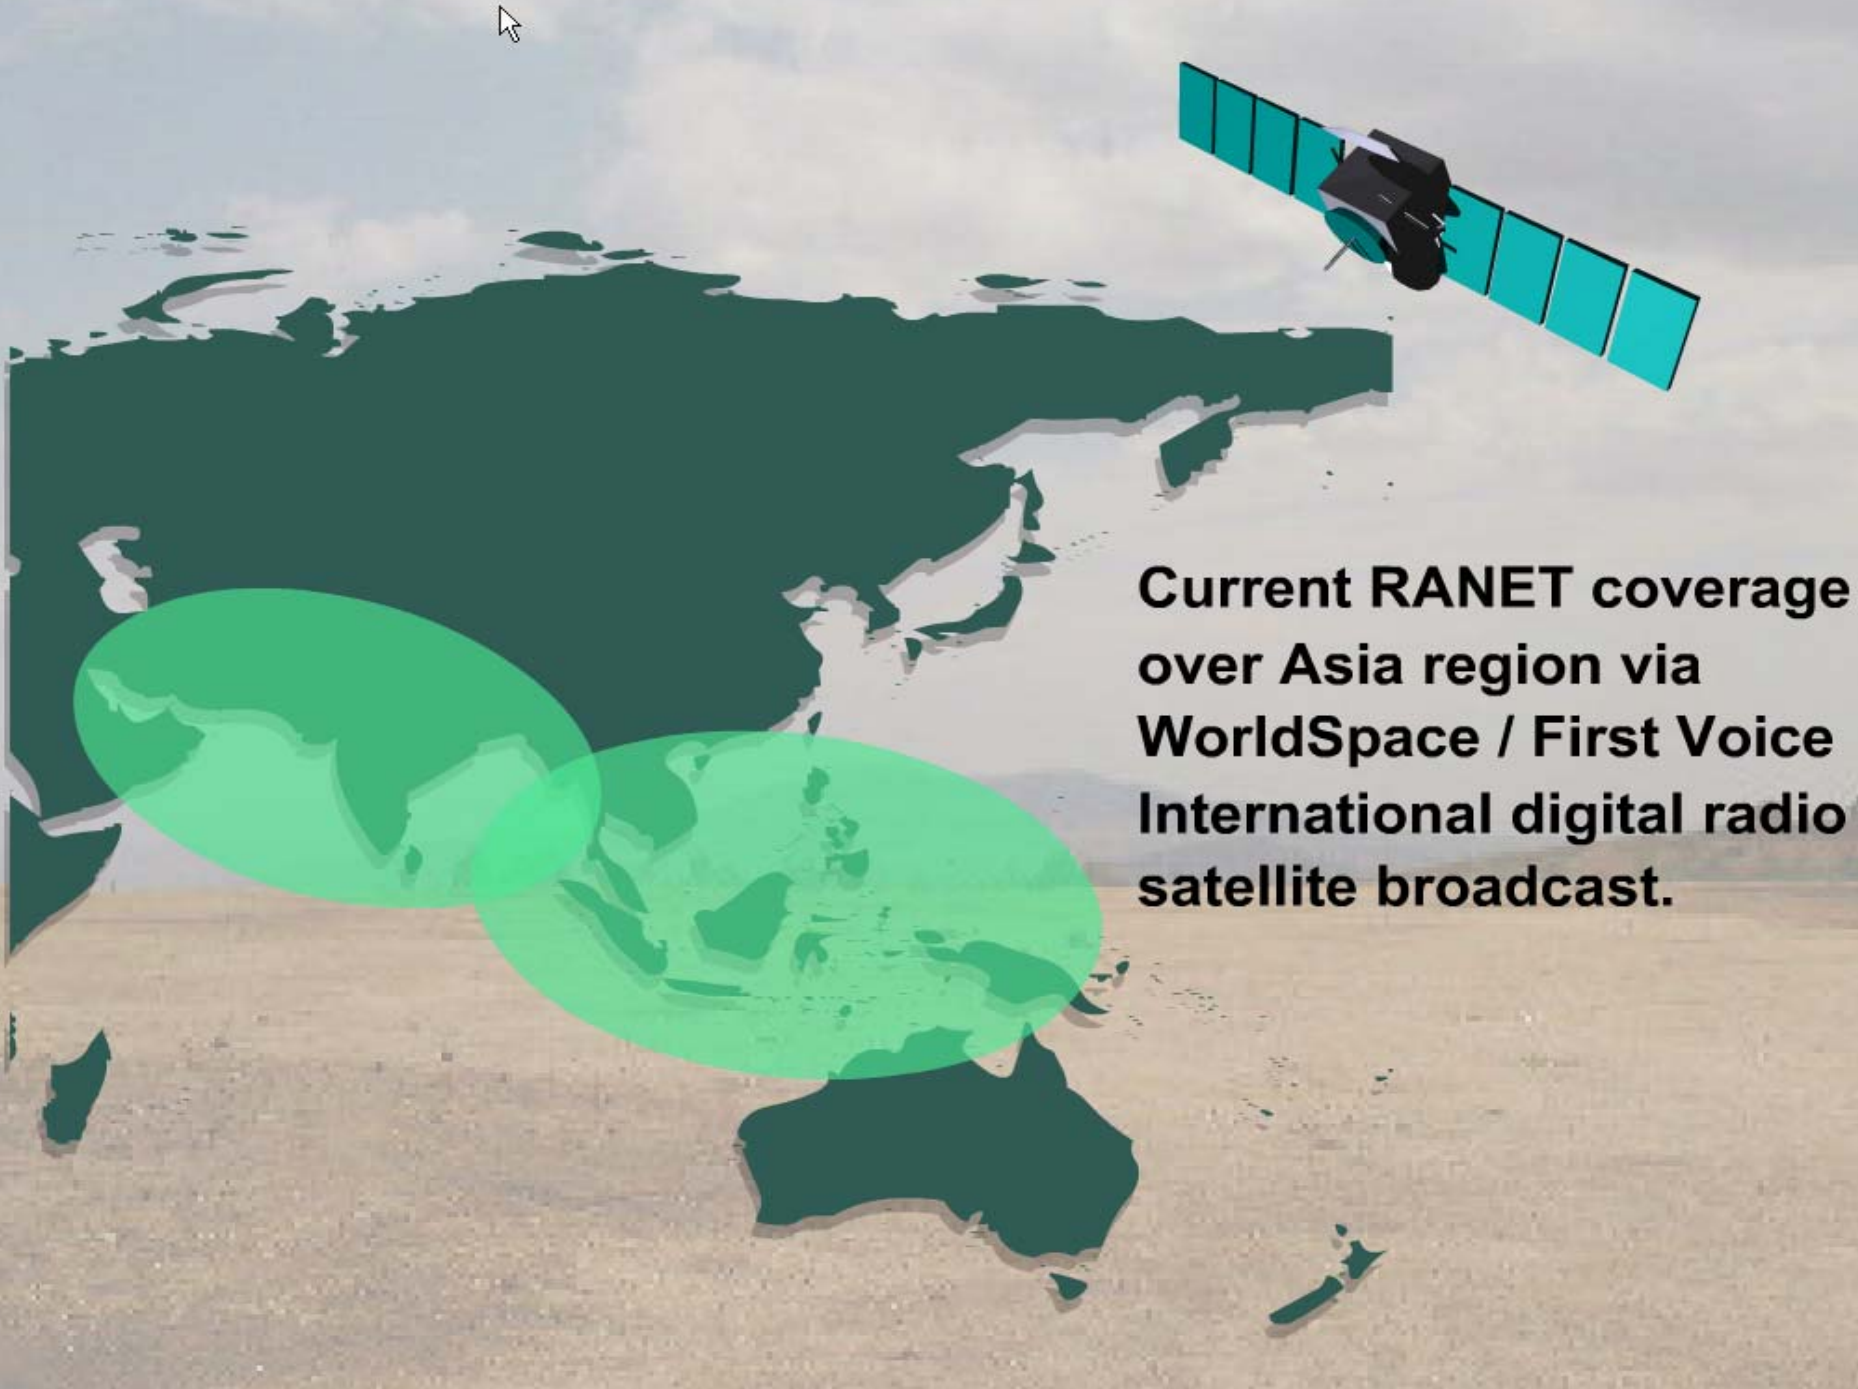 Current RANET coverage
over Asia region via
WorldSpace / First Voice
International digital radio
satellite broadcast.